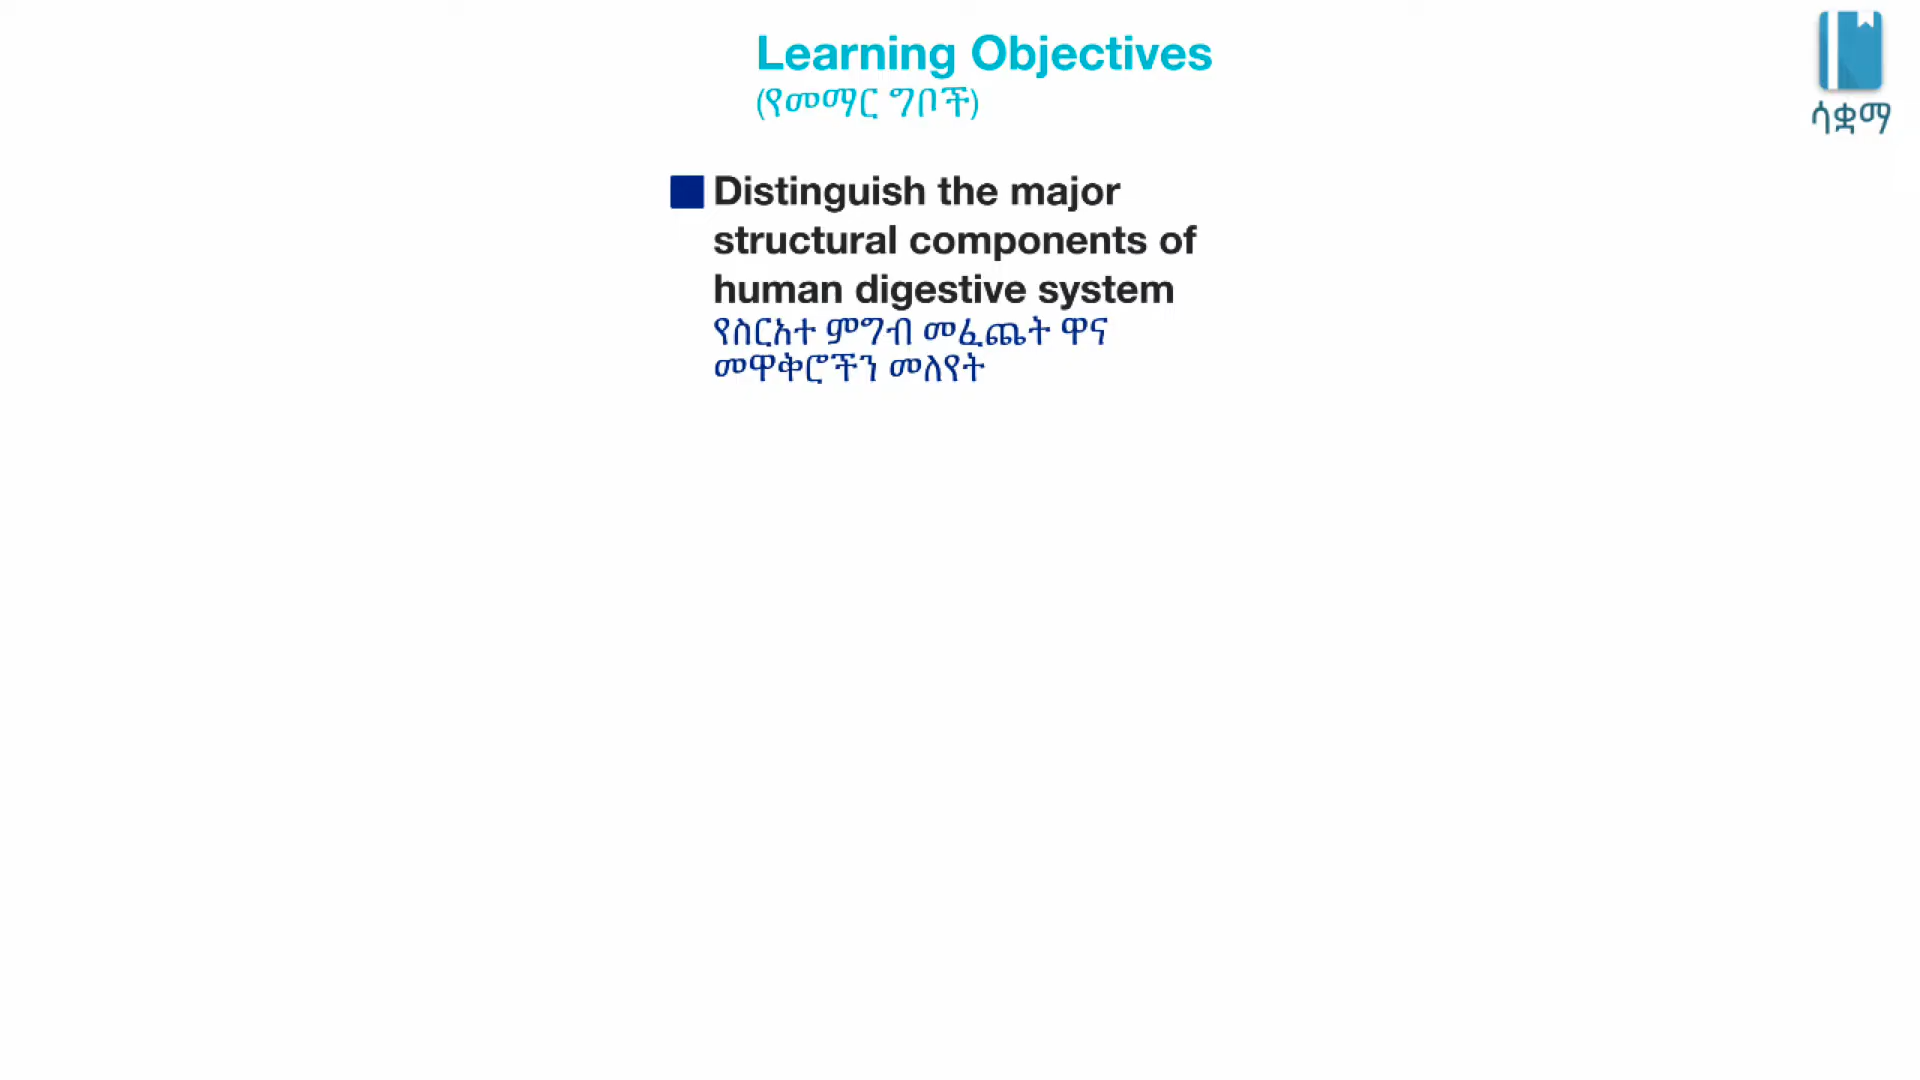 Learning Objectives
(የመማር ግቦች)
ሳቋማ
Distinguish the major
structural components of
human digestive system
የስርአተ ምግብ መፈጨት ዋና
መዋቅሮችን መለየት